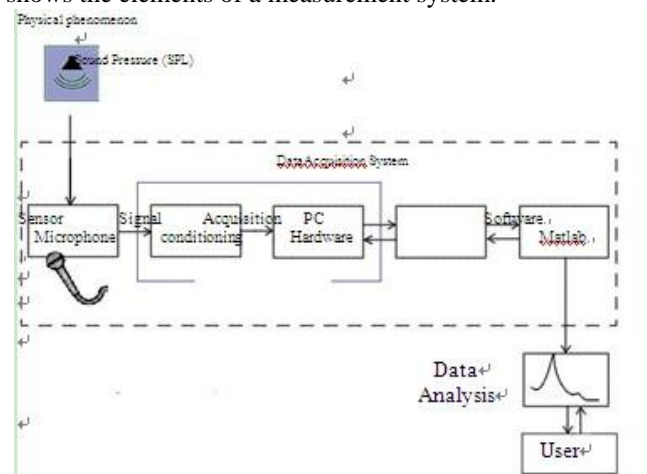 shows the elements of a measurement system.
Physical phenomenon
Sound Pressure (SPL)
Data Acquisition System
Sensor Signal Acquisition PC Software
Microphone conditioning Hardware Matlab
Data
Analysis
User